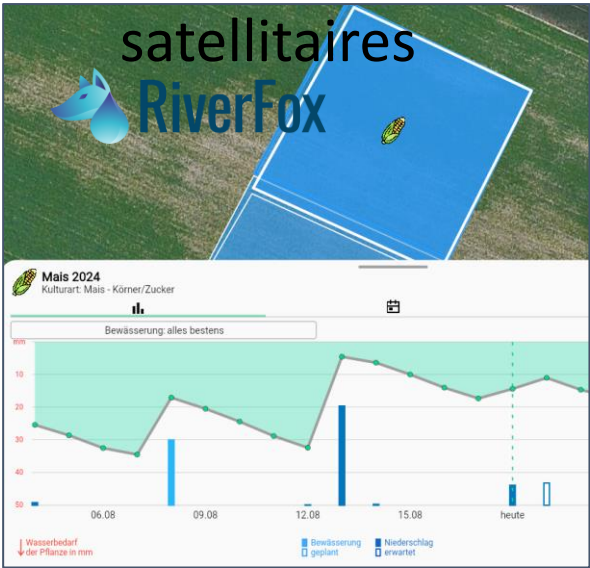 satellitaires
RiverFox
Mais 2024
Kulturart: Mais - Körner/Zucker
Bewässerung: alles bestens
mm
10
20
30
40
50
06.08 09.08 12.08 15.08 heute
Wasserbedarf
der Pflanze in mm
Bewässerung
geplant
Niederschlag
erwartet